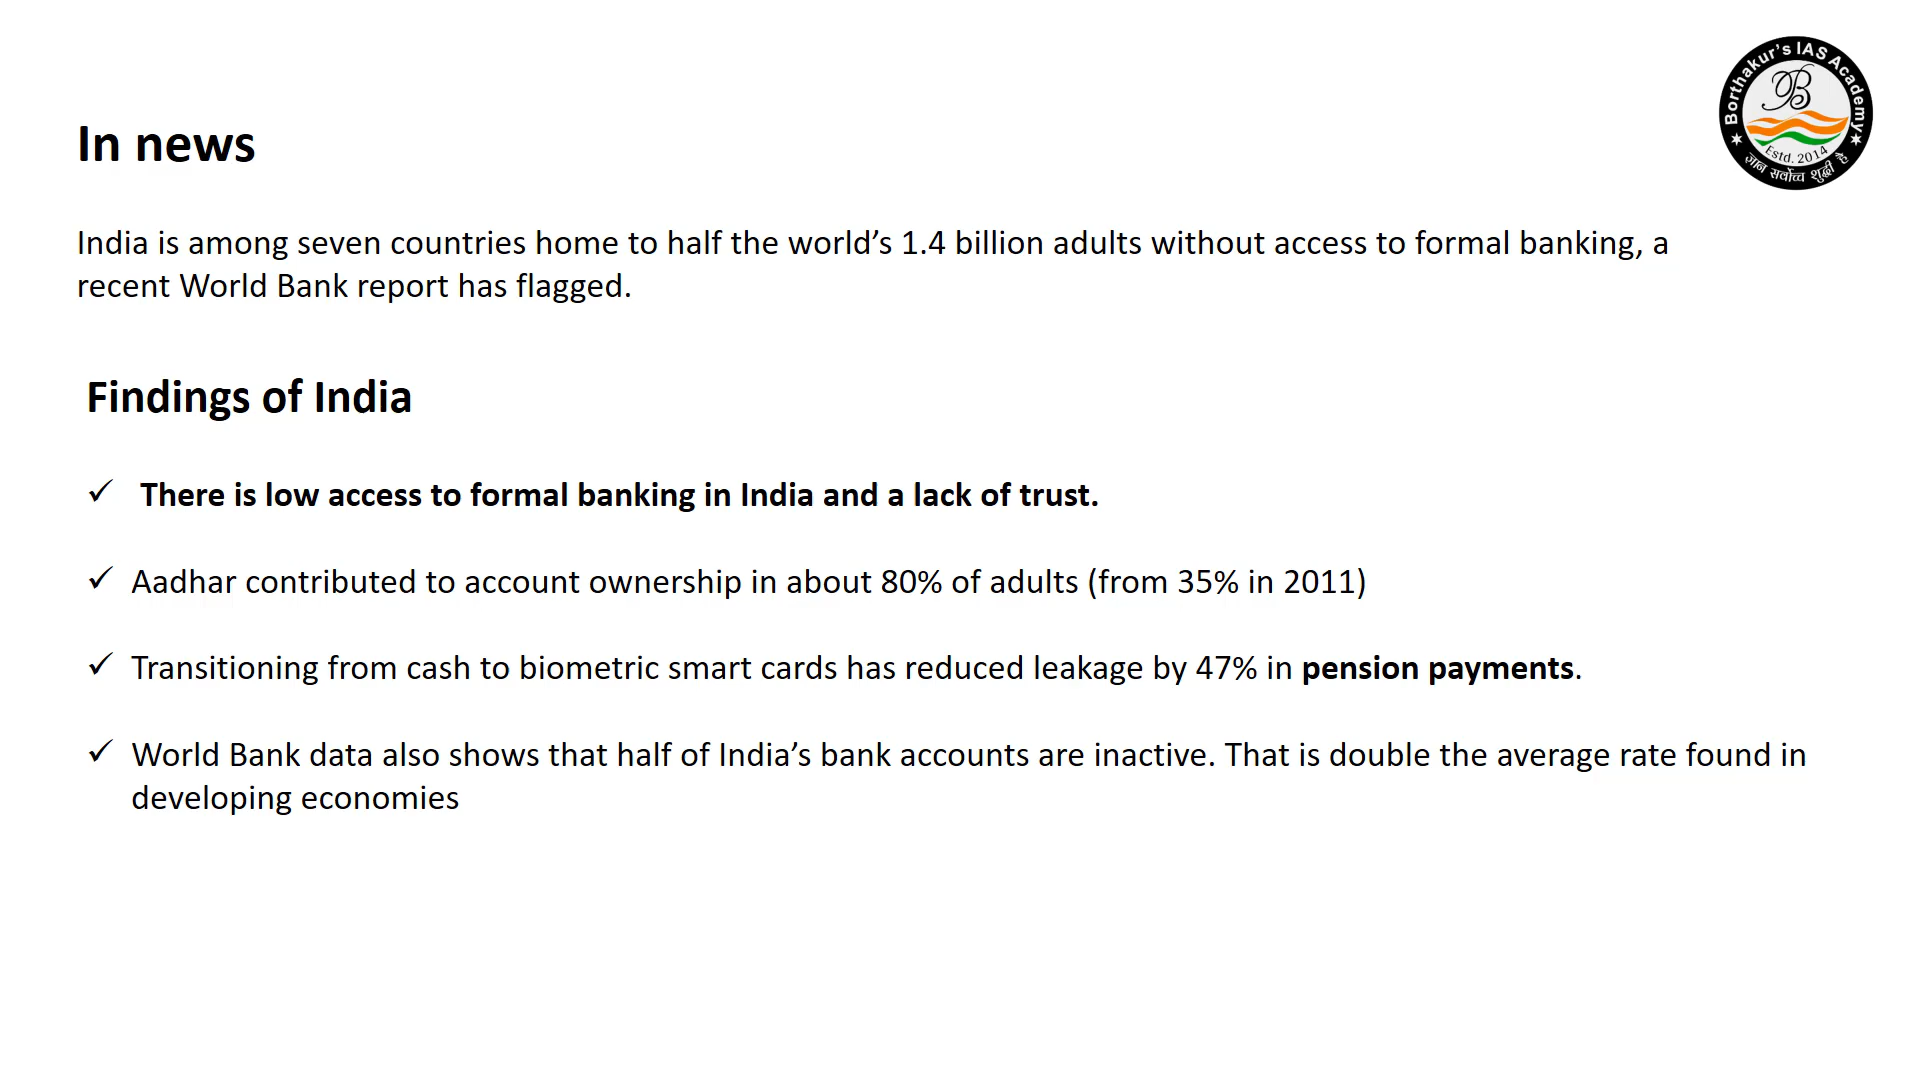 Borthakur's IAS Academy
B
Estd. 2014
ज्ञान सर्वोच्च शुद्धी है
In news
India is among seven countries home to half the world’s 1.4 billion adults without access to formal banking, a
recent World Bank report has flagged.
Findings of India
✓ There is low access to formal banking in India and a lack of trust.
✓ Aadhar contributed to account ownership in about 80% of adults (from 35% in 2011)
✓ Transitioning from cash to biometric smart cards has reduced leakage by 47% in pension payments.
✓ World Bank data also shows that half of India’s bank accounts are inactive. That is double the average rate found in
developing economies